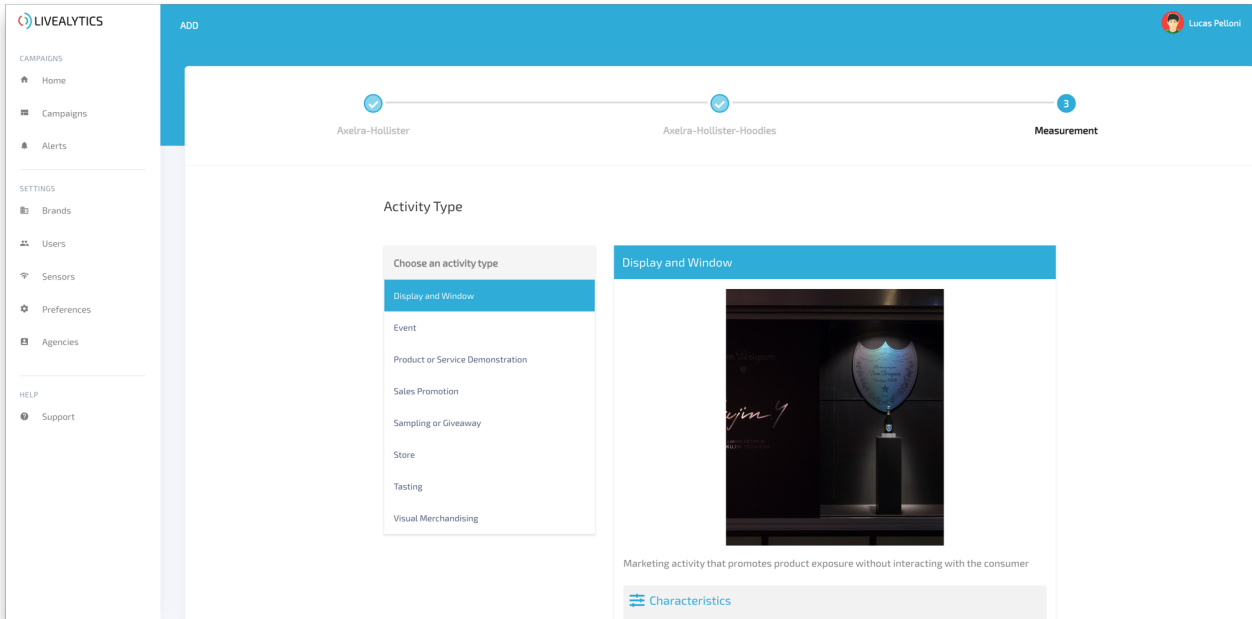 LIVEALYTICS
ADD
Lucas Pelloni
CAMPAIGNS
Home
Campaigns
Alerts
SETTINGS
Brands
Users
Sensors
Preferences
Agencies
HELP
Support
3
Axelra-Hollister
Axelra-Hollister-Hoodies
Measurement
Activity Type
Choose an activity type
Display and Window
Event
Product or Service Demonstration
Sales Promotion
Sampling or Giveaway
Store
Tasting
Visual Merchandising
Display and Window
Dom Perignon
Marketing activity that promotes product exposure without interacting with the consumer
Characteristics